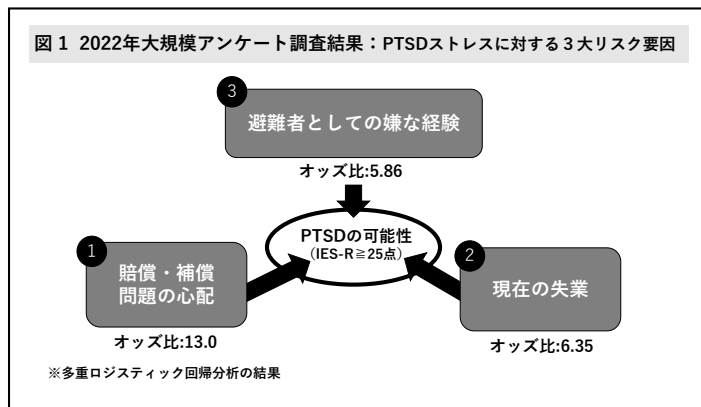 図 1  2022年大規模アンケート調査結果：PTSDストレスに対する３大リスク要因
3
避難者としての嫌な経験
オッズ比:5.86
PTSDの可能性
（IES-R≧25点）
1
賠償・補償
問題の心配
オッズ比:13.0
2
現在の失業
オッズ比:6.35
※多重ロジスティック回帰分析の結果